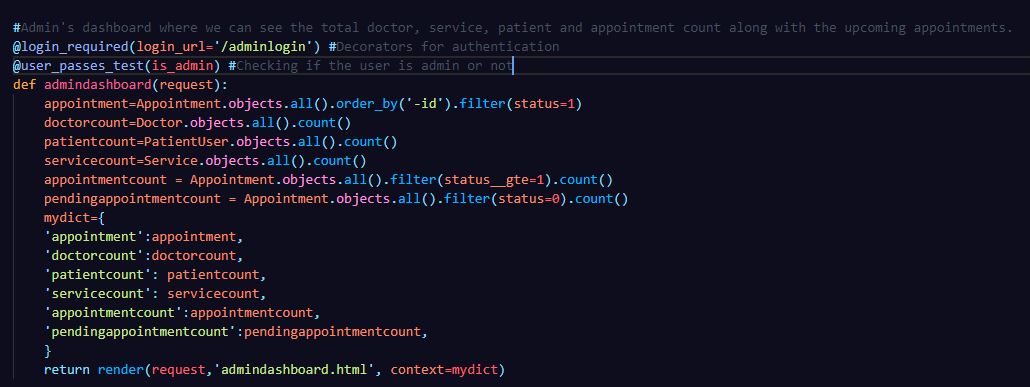 #Admin's dashboard where we can see the total doctor, service, patient and appointment count along with the upcoming appointments.
@login_required(login_url='/adminlogin') #Decorators for authentication
@user_passes_test(is_admin) #Checking if the user is admin or not
def admindashboard(request):
    appointment=Appointment.objects.all().order_by('-id').filter(status=1)
    doctorcount=Doctor.objects.all().count()
    patientcount=PatientUser.objects.all().count()
    servicecount=Service.objects.all().count()
    appointmentcount = Appointment.objects.all().filter(status__gte=1).count()
    pendingappointmentcount = Appointment.objects.all().filter(status=0).count()
    mydict={
    'appointment':appointment,
    'doctorcount':doctorcount,
    'patientcount': patientcount,
    'servicecount': servicecount,
    'appointmentcount':appointmentcount,
    'pendingappointmentcount':pendingappointmentcount,
    }
    return render(request,'admindashboard.html', context=mydict)